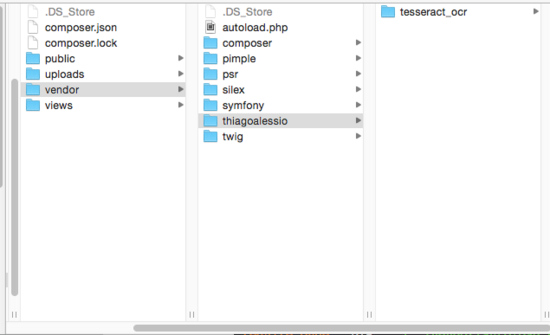 .DS_Store
composer.json
composer.lock
public
uploads
vendor
views
.DS_Store
autoload.php
composer
pimple
psr
silex
symfony
thiagoalessio
twig
tesseract_ocr